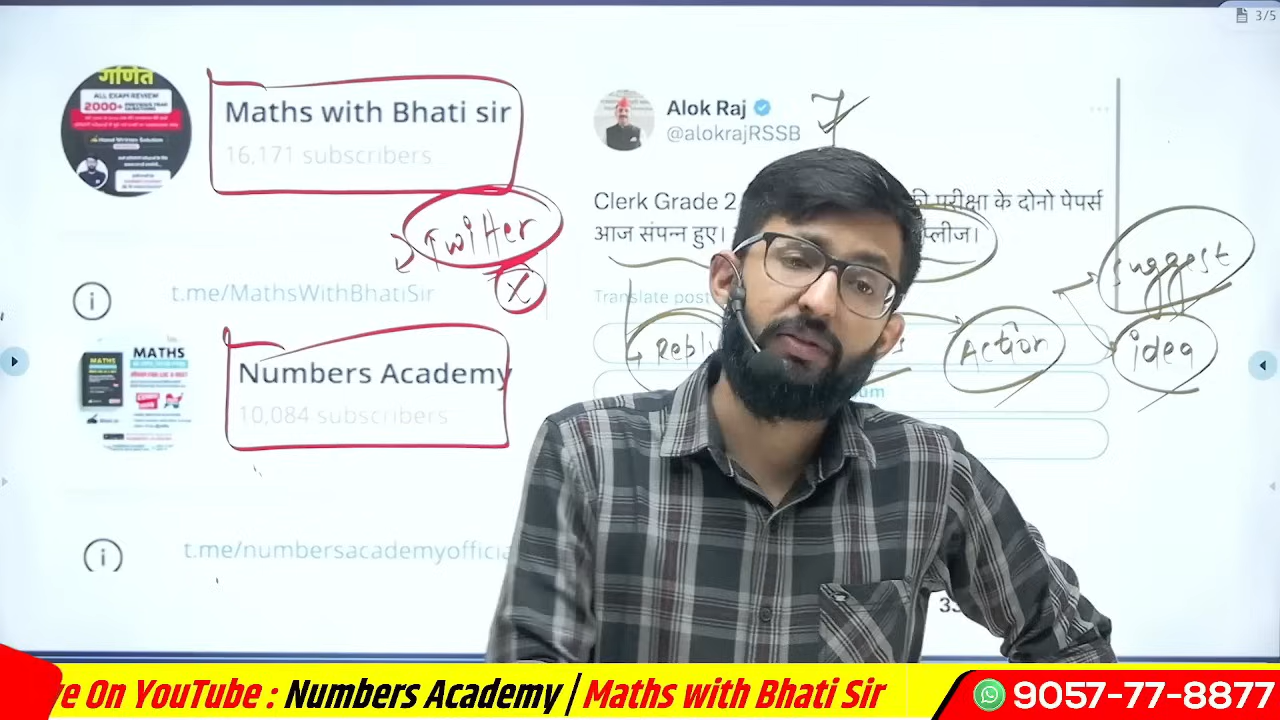 3/5
गणित
ALL EXAM REVIEW
2000+
Maths with Bhati sir
16,171 subscribers
Twitter
X
t.me/MathsWithBhatiSir
MATHS
Numbers Academy
10,084 subscribers
t.me/numbersacademyofficia
Alok Raj
@alokrajRSSB
7
Clerk Grade 2 की परीक्षा के दोनो पेपर्स
आज संपन्न हुए। प्लीज।
Translate post
Reply
Action
Suggest
idea
On YouTube : Numbers Academy | Maths with Bhati Sir
9057-77-8877